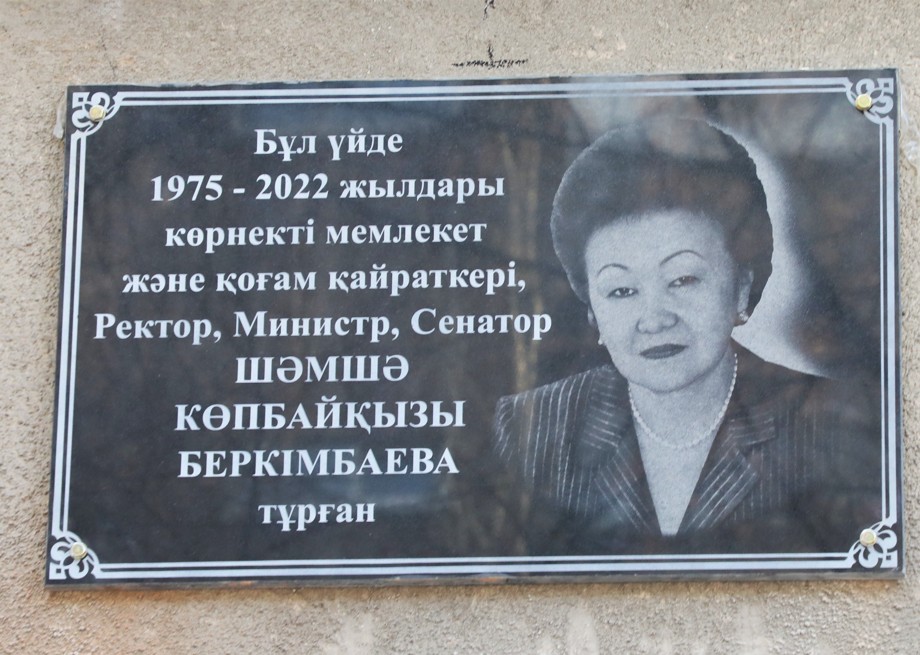 Бұл үйде
1975 - 2022 жылдары
көрнекті мемлекет
және қоғам қайраткері,
Ректор, Министр, Сенатор
ШӘМШӘ
КӨПБАЙҚЫЗЫ
БЕРКІМБАЕВА
тұрған